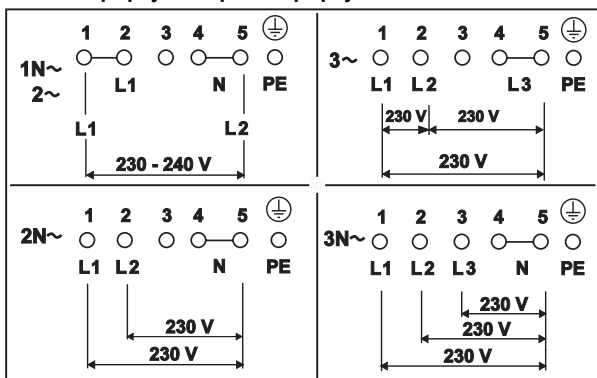 1 2 3 4 5
1N~
2~
L1 N PE
L1 L2
230 - 240 V
1 2 3 4 5
3~
L1 L2 L3 PE
230 V 230 V
230 V
1 2 3 4 5
2N~
L1 L2 N PE
230 V
230 V
1 2 3 4 5
3N~
L1 L2 L3 N PE
230 V
230 V
230 V